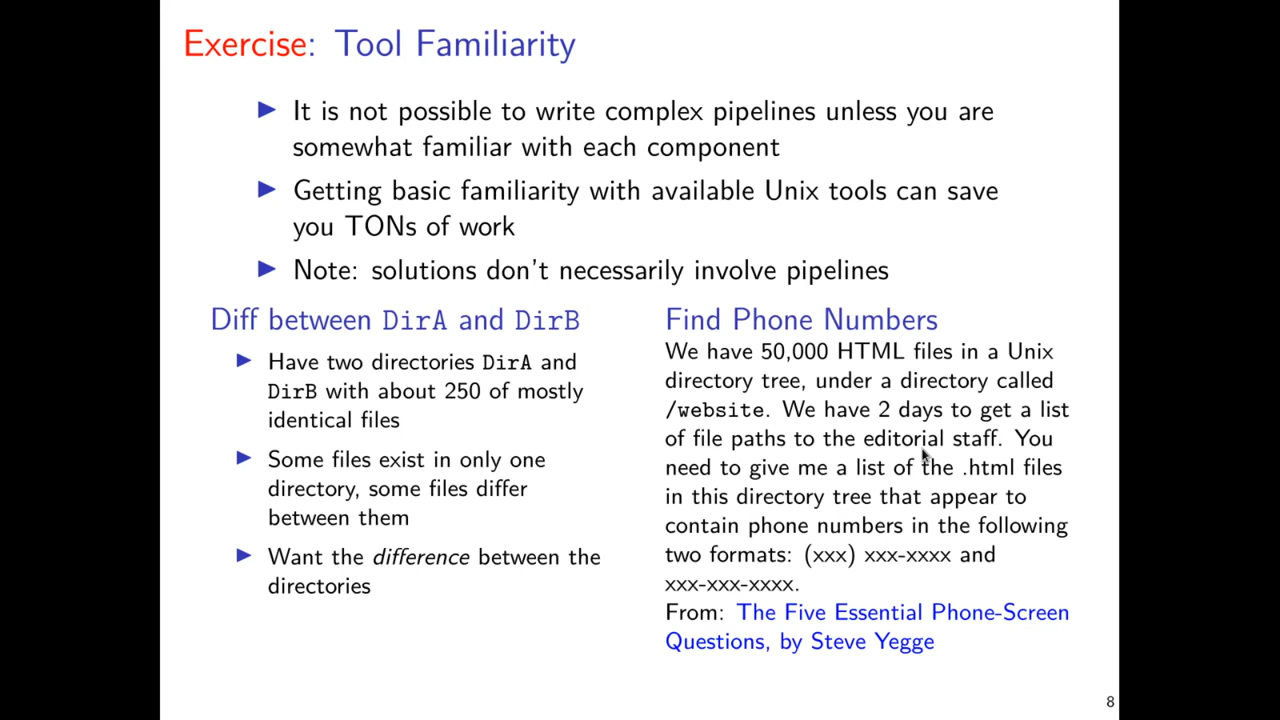 Exercise: Tool Familiarity
▶ It is not possible to write complex pipelines unless you are
somewhat familiar with each component
▶ Getting basic familiarity with available Unix tools can save
you TONs of work
▶ Note: solutions don't necessarily involve pipelines
Diff between DirA and DirB
▶ Have two directories DirA and
DirB with about 250 of mostly
identical files
▶ Some files exist in only one
directory, some files differ
between them
▶ Want the difference between the
directories
Find Phone Numbers
We have 50,000 HTML files in a Unix
directory tree, under a directory called
/website. We have 2 days to get a list
of file paths to the editorial staff. You
need to give me a list of the .html files
in this directory tree that appear to
contain phone numbers in the following
two formats: (xxx) xxx-xxxx and
xxx-xxx-xxxx.
From: The Five Essential Phone-Screen
Questions, by Steve Yegge
8